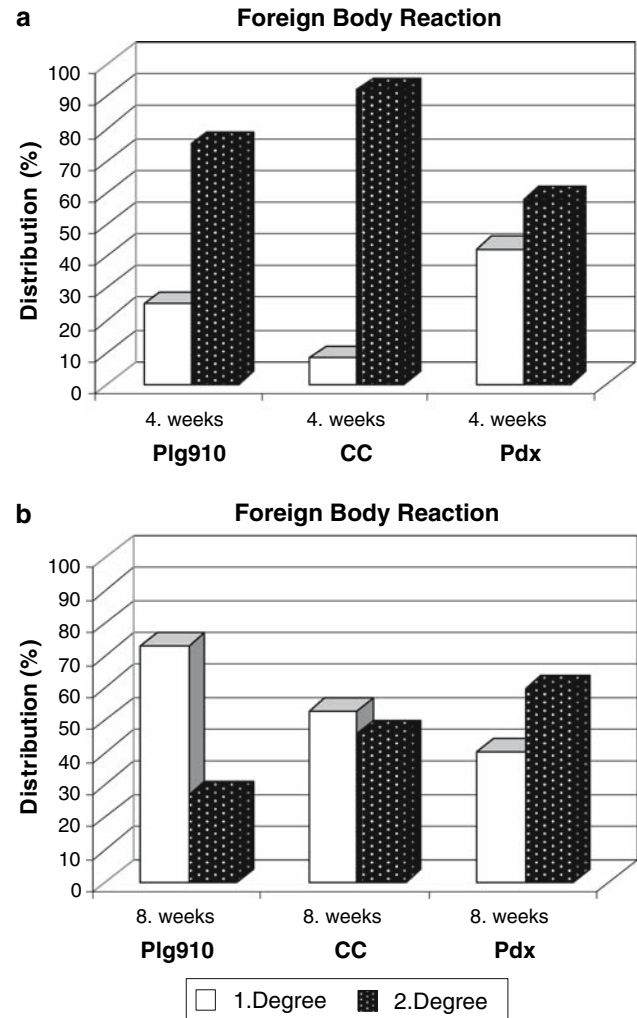 a
Foreign Body Reaction
Distribution (%)
100
90
80
70
60
50
40
30
20
10
0
4. weeks 4. weeks 4. weeks
Plg910 CC Pdx
b
Foreign Body Reaction
Distribution (%)
100
90
80
70
60
50
40
30
20
10
0
8. weeks 8. weeks 8. weeks
Plg910 CC Pdx
1.Degree 2.Degree